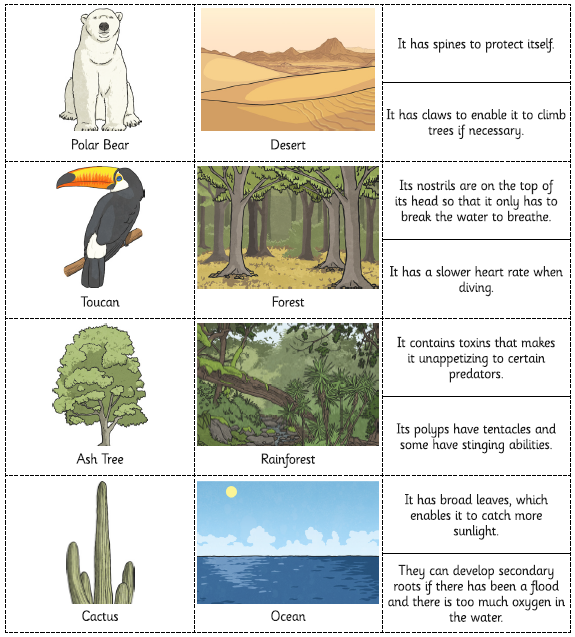 Polar Bear
Desert
It has spines to protect itself.
It has claws to enable it to climb
trees if necessary.
Toucan
Forest
Its nostrils are on the top of
its head so that it only has to
break the water to breathe.
It has a slower heart rate when
diving.
Ash Tree
Rainforest
It contains toxins that makes
it unappetizing to certain
predators.
Its polyps have tentacles and
some have stinging abilities.
Cactus
Ocean
It has broad leaves, which
enables it to catch more
sunlight.
They can develop secondary
roots if there has been a flood
and there is too much oxygen in
the water.